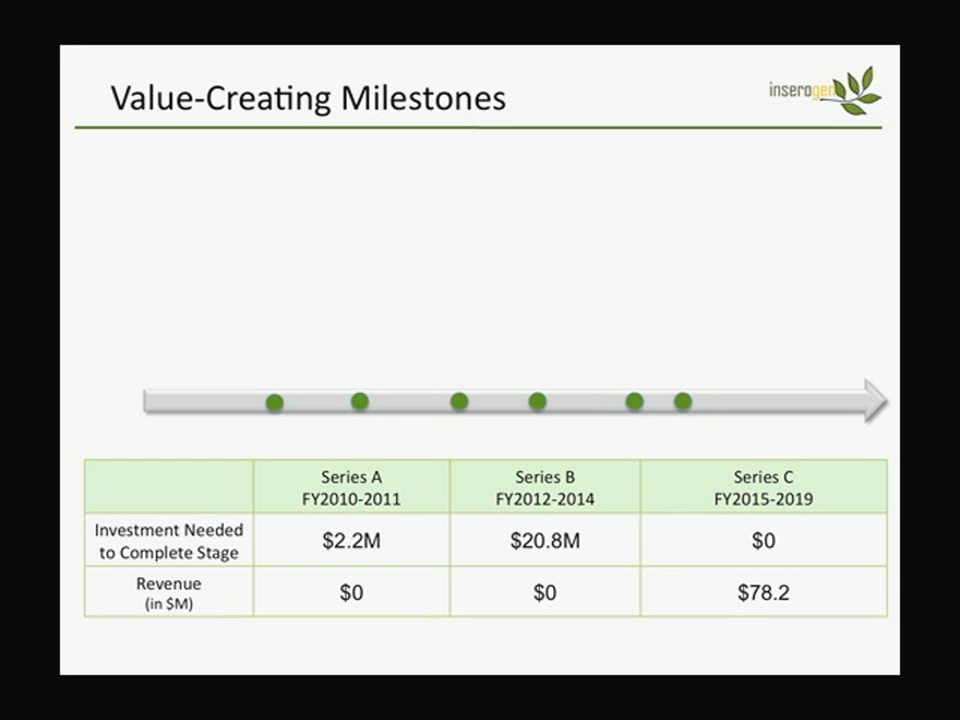 Value-Creating Milestones
inserogen
Series A
FY2010-2011
Series B
FY2012-2014
Series C
FY2015-2019
Investment Needed
to Complete Stage
$2.2M
$20.8M
$0
Revenue
(in $M)
$0
$0
$78.2